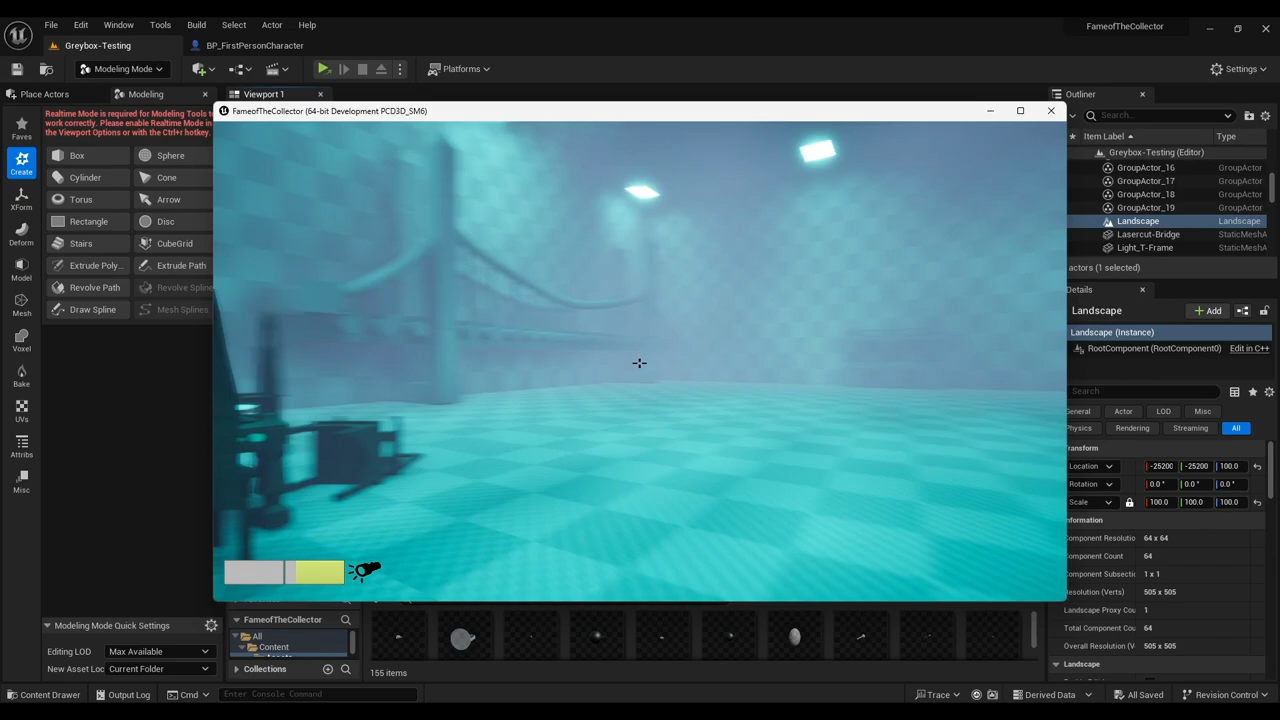 File Edit Window Tools Build Select Actor Help
FameofTheCollector
Greybox-Testing
BP_FirstPersonCharacter
Modeling Mode
Platforms
Settings
Place Actors
Modeling
Viewport 1
Outliner
Realtime Mode is required for Modeling Tools t
work correctly. Please enable Realtime Mode in
the Viewport Options or with the Ctrl+r hotkey.
FameofTheCollector (64-bit Development PCD3D_SM6)
Search...
Item Label
Type
Faves
Create
XForm
Deform
Model
Mesh
Voxel
Bake
UVs
Attribs
Misc
Box
Sphere
Cylinder
Cone
Torus
Arrow
Rectangle
Disc
Stairs
CubeGrid
Extrude Poly...
Extrude Path
Revolve Path
Revolve Spline
Draw Spline
Mesh Splines
Greybox-Testing (Editor)
GroupActor_16 GroupActor
GroupActor_17 GroupActor
GroupActor_18 GroupActor
GroupActor_19 GroupActor
Landscape Landscape
Lasercut-Bridge StaticMeshA
Light_T-Frame StaticMeshA
actors (1 selected)
Details
Landscape
Add
Landscape (Instance)
RootComponent (RootComponent0) Edit in C++
Search
General Actor LOD Misc
Physics Rendering Streaming All
Transform
Location -25200 -25200 100.0
Rotation 0.0 ° 0.0 ° 0.0 °
Scale 100.0 100.0 100.0
Information
Component Resolutio 64 x 64
Component Count 64
Component Subsecti 1 x 1
Resolution (Verts) 505 x 505
Landscape Proxy Cou 1
Total Component Cou 64
Overall Resolution (V 505 x 505
Landscape
Modeling Mode Quick Settings
Editing LOD Max Available
New Asset Loc Current Folder
FameofTheCollector
All
Content
Collections
155 items
Content Drawer
Output Log
Cmd
Enter Console Command
Trace
Derived Data
All Saved
Revision Control